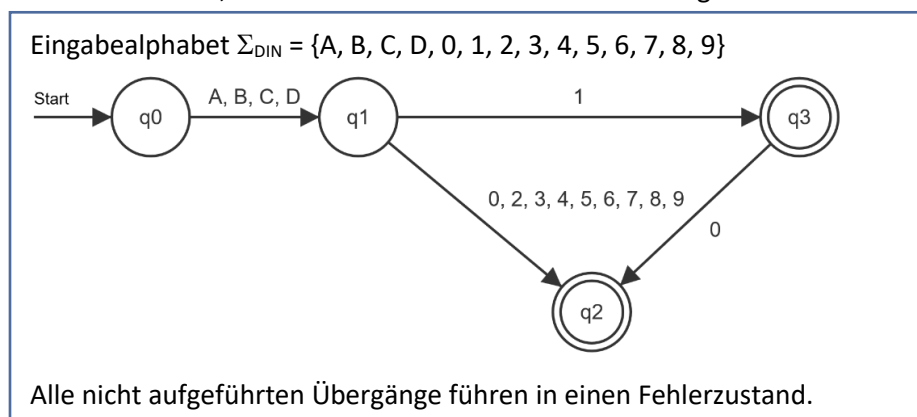 Eingabealphabet ΣDIN = {A, B, C, D, 0, 1, 2, 3, 4, 5, 6, 7, 8, 9}
Start
A, B, C, D
1
q0
q1
q3
0, 2, 3, 4, 5, 6, 7, 8, 9
0
q2
Alle nicht aufgeführten Übergänge führen in einen Fehlerzustand.